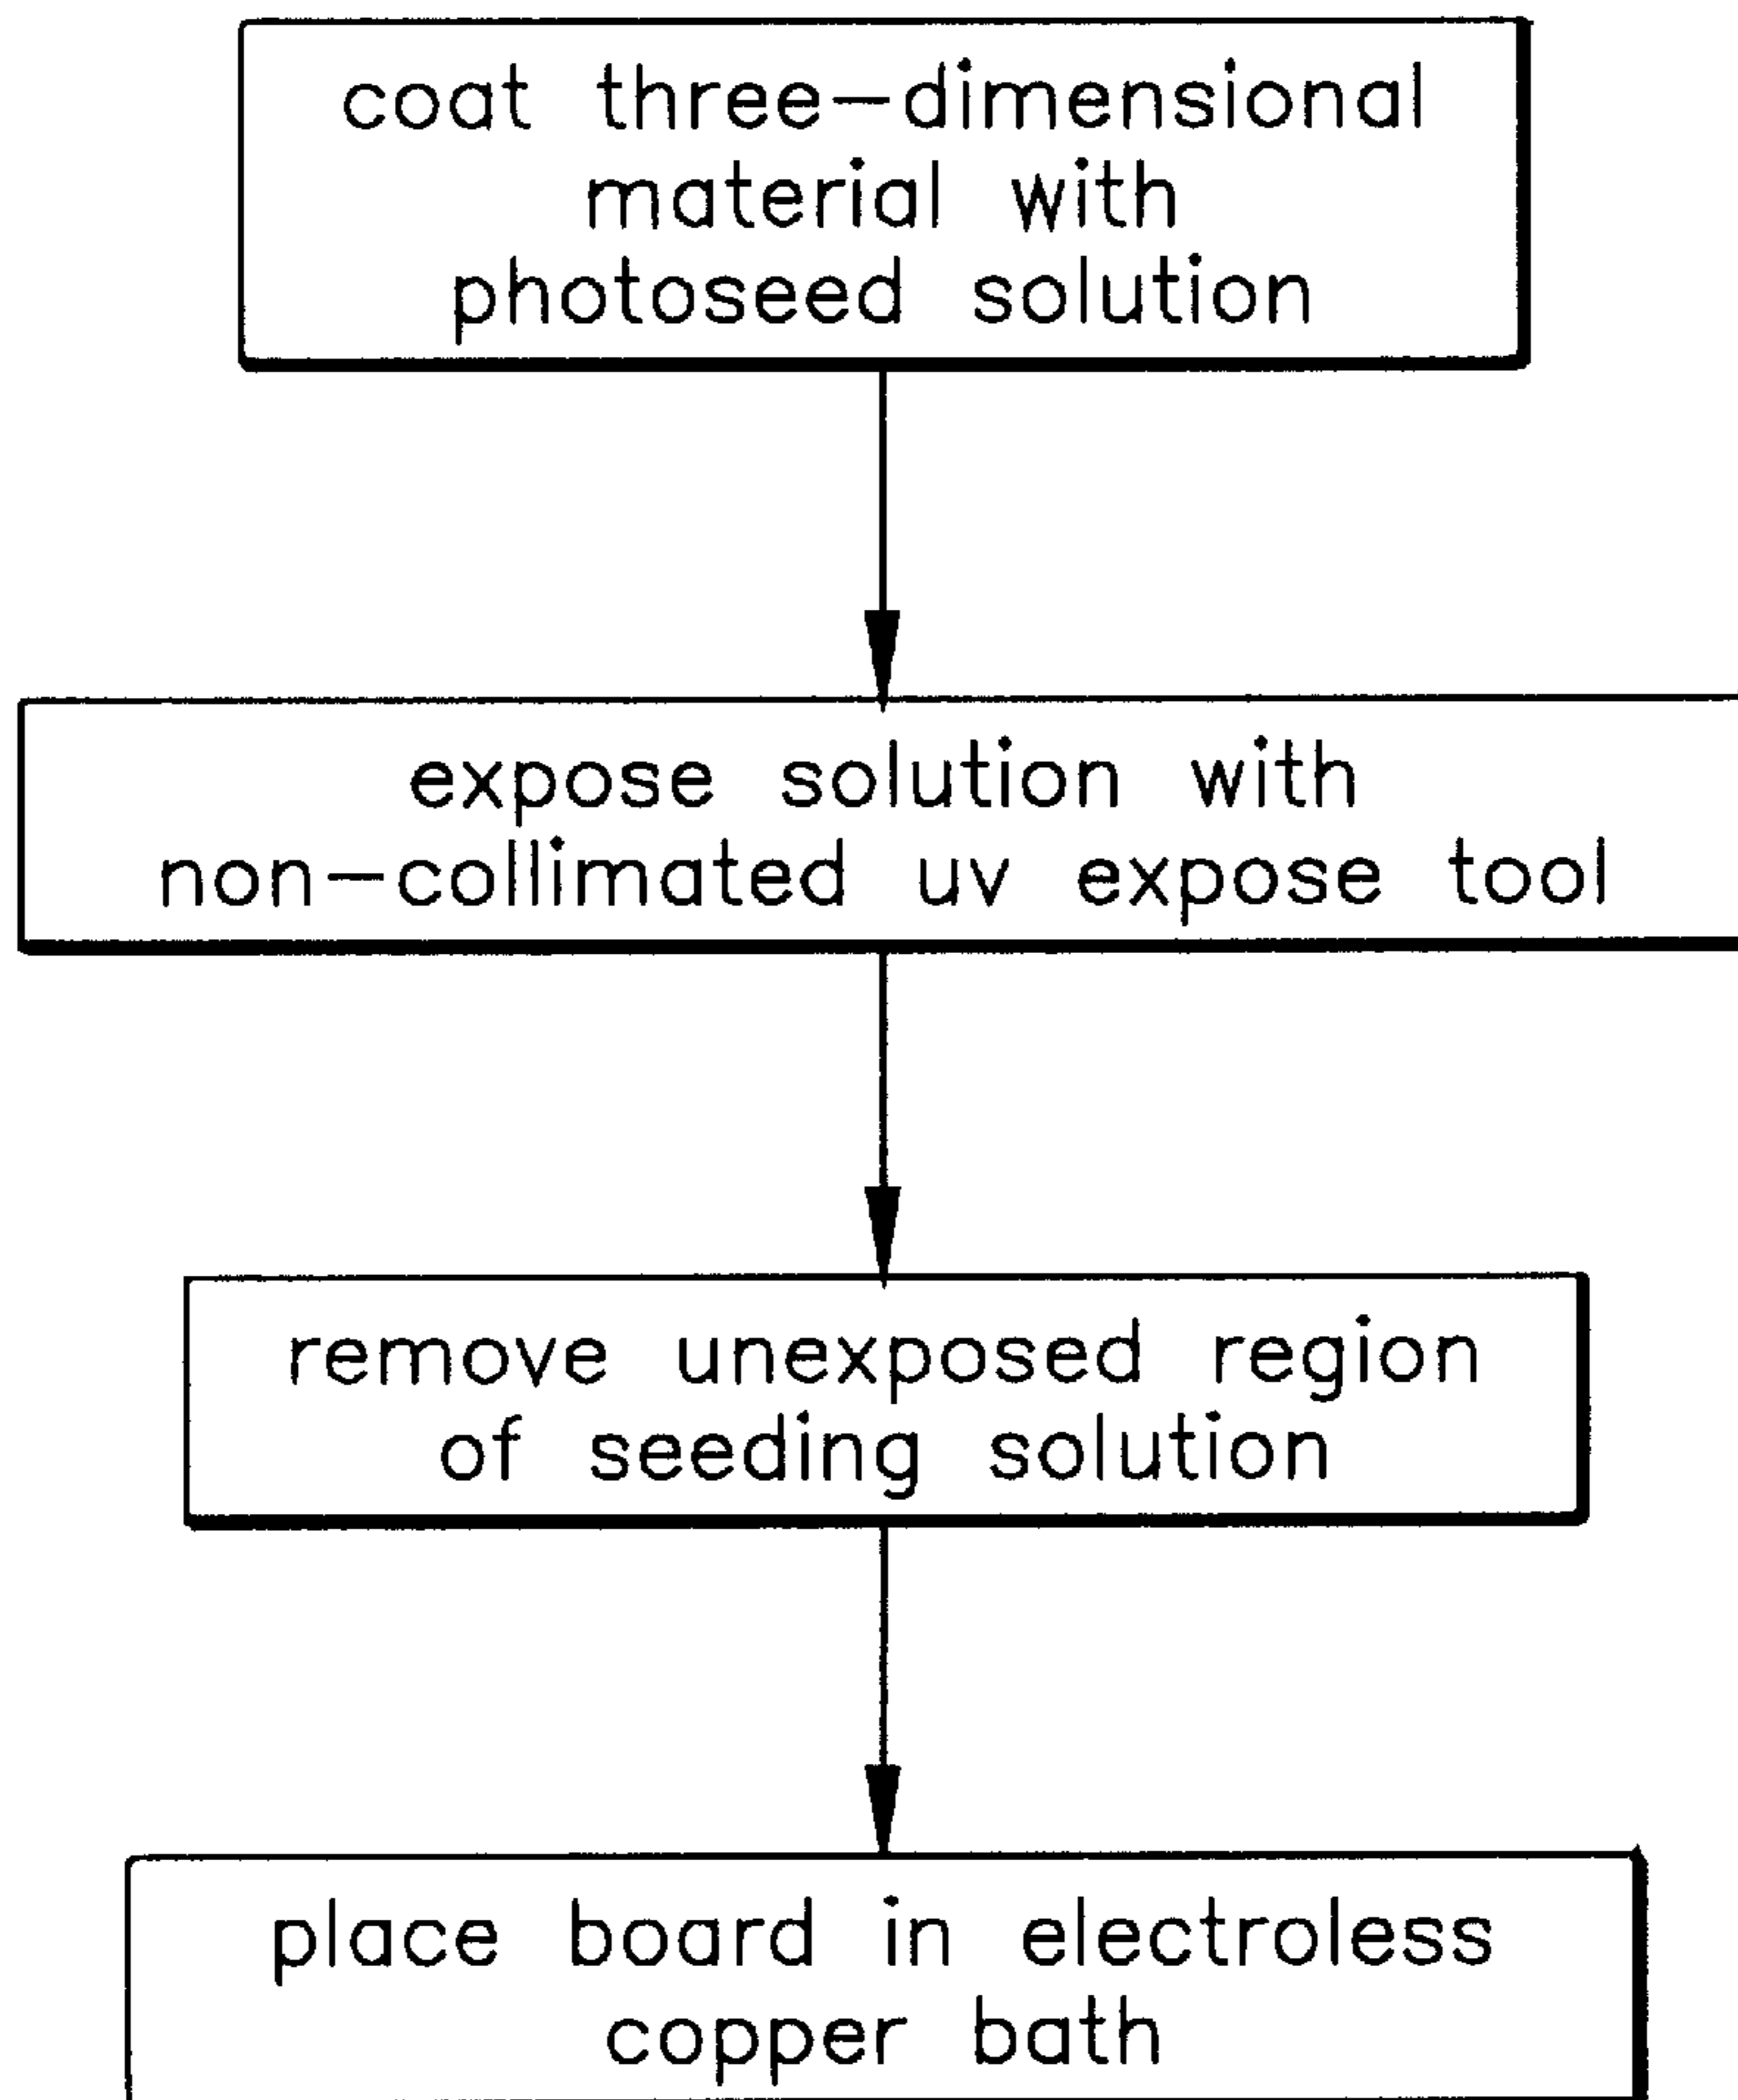 coat three-dimensional
material with
photoseed solution
expose solution with
non-collimated uv expose tool
remove unexposed region
of seeding solution
place board in electroless
copper bath